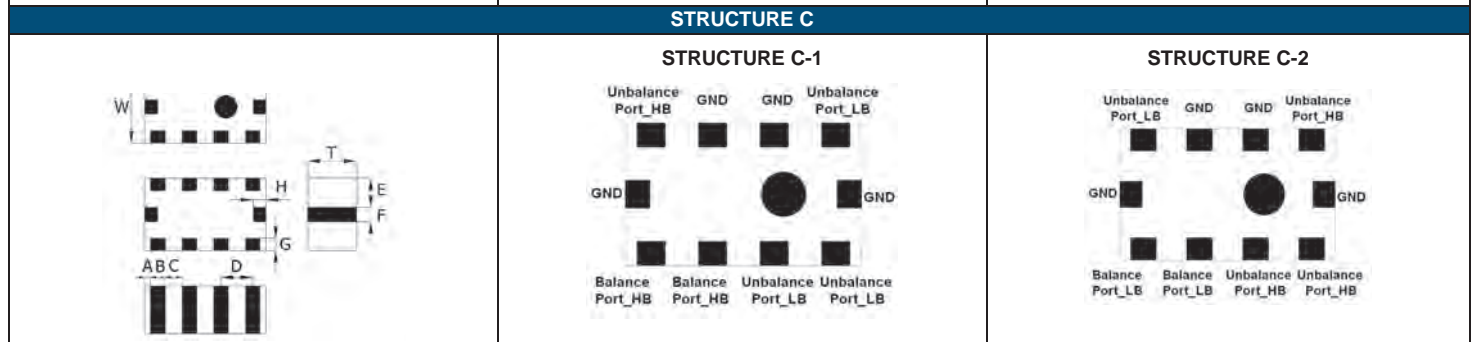 STRUCTURE C
W
T
H
E
F
G
A B C
D
STRUCTURE C-1
Unbalance Port_HB
GND
GND
Unbalance Port_LB
GND
GND
Balance Port_HB
Balance Port_HB
Unbalance Port_LB
Unbalance Port_LB
STRUCTURE C-2
Unbalance Port_LB
GND
GND
Unbalance Port_HB
GND
GND
Balance Port_LB
Balance Port_LB
Unbalance Port_HB
Unbalance Port_HB